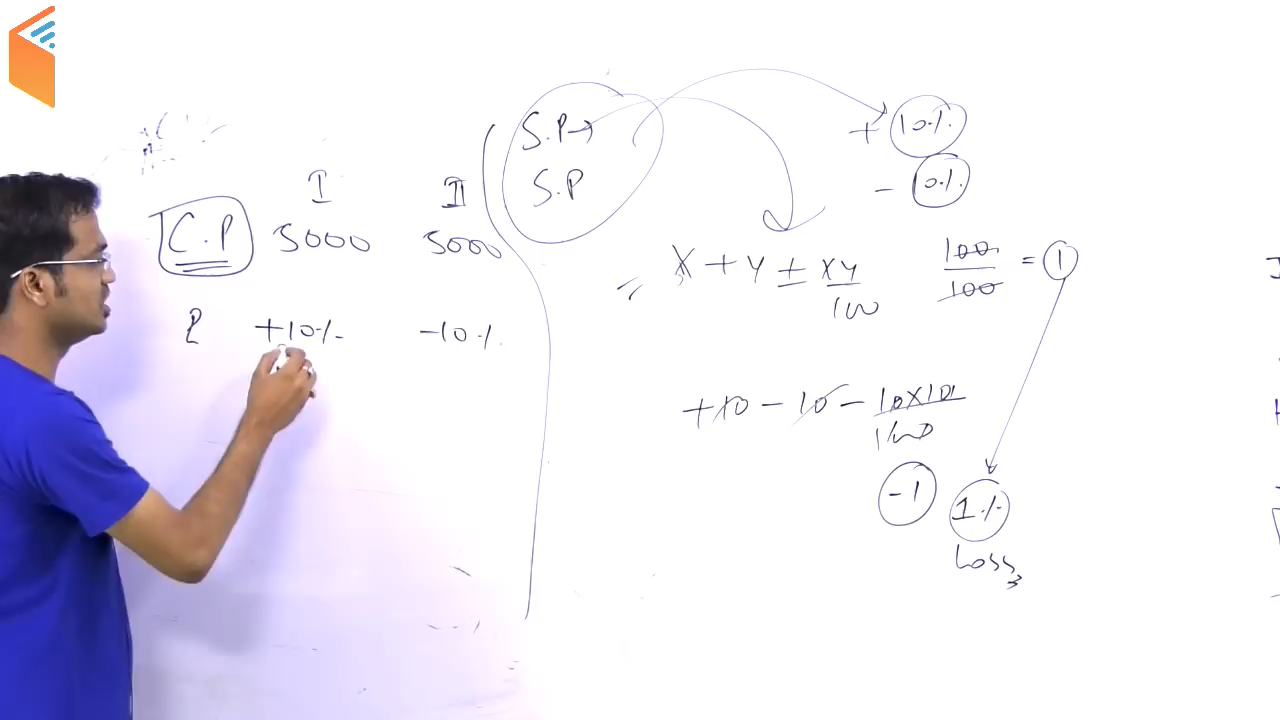 I II
C.P 5000 5000
+10% -10%
S.P→
S.P
+ 10%
- 10%
X + Y ± XY/100
100/100 = 1
+10 - 10 - 10×10/100
-1 1%
Loss